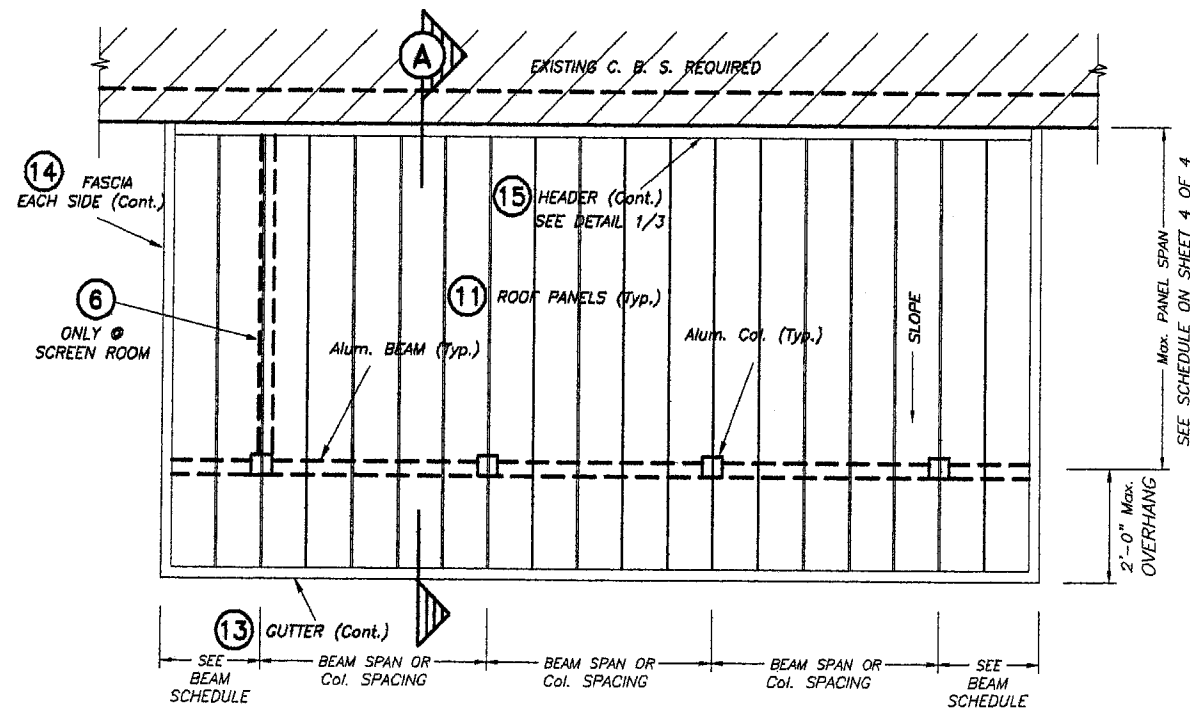 A
EXISTING C. B. S. REQUIRED
14 FASCIA
EACH SIDE (Cont.)
15 HEADER (Cont.)
SEE DETAIL 1/3
6
ONLY @
SCREEN ROOM
11 ROOF PANELS (Typ.)
Alum. BEAM (Typ.)
Alum. Col. (Typ.)
SLOPE
Max. PANEL SPAN
SEE SCHEDULE ON SHEET 4 OF 4
2'-0" Max.
OVERHANG
13 GUTTER (Cont.)
SEE
BEAM
SCHEDULE
BEAM SPAN OR
Col. SPACING
BEAM SPAN OR
Col. SPACING
BEAM SPAN OR
Col. SPACING
SEE
BEAM
SCHEDULE